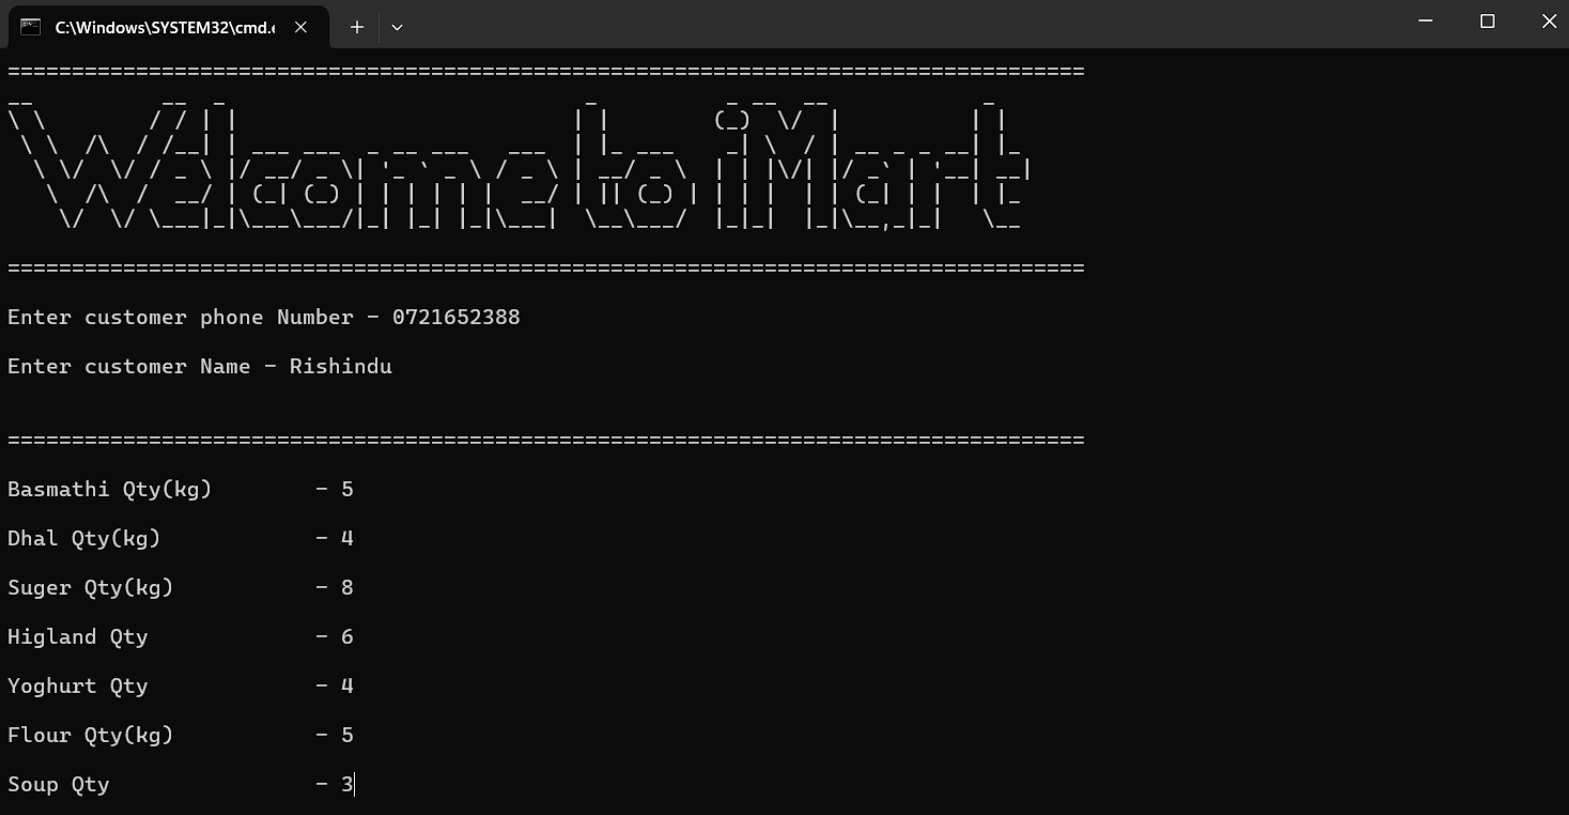 C:\Windows\SYSTEM32\cmd.e
================================================================================
Welcome to iMart
================================================================================
Enter customer phone Number - 0721652388
Enter customer Name - Rishindu
================================================================================
Basmathi Qty(kg) - 5
Dhal Qty(kg) - 4
Suger Qty(kg) - 8
Higland Qty - 6
Yoghurt Qty - 4
Flour Qty(kg) - 5
Soup Qty - 3